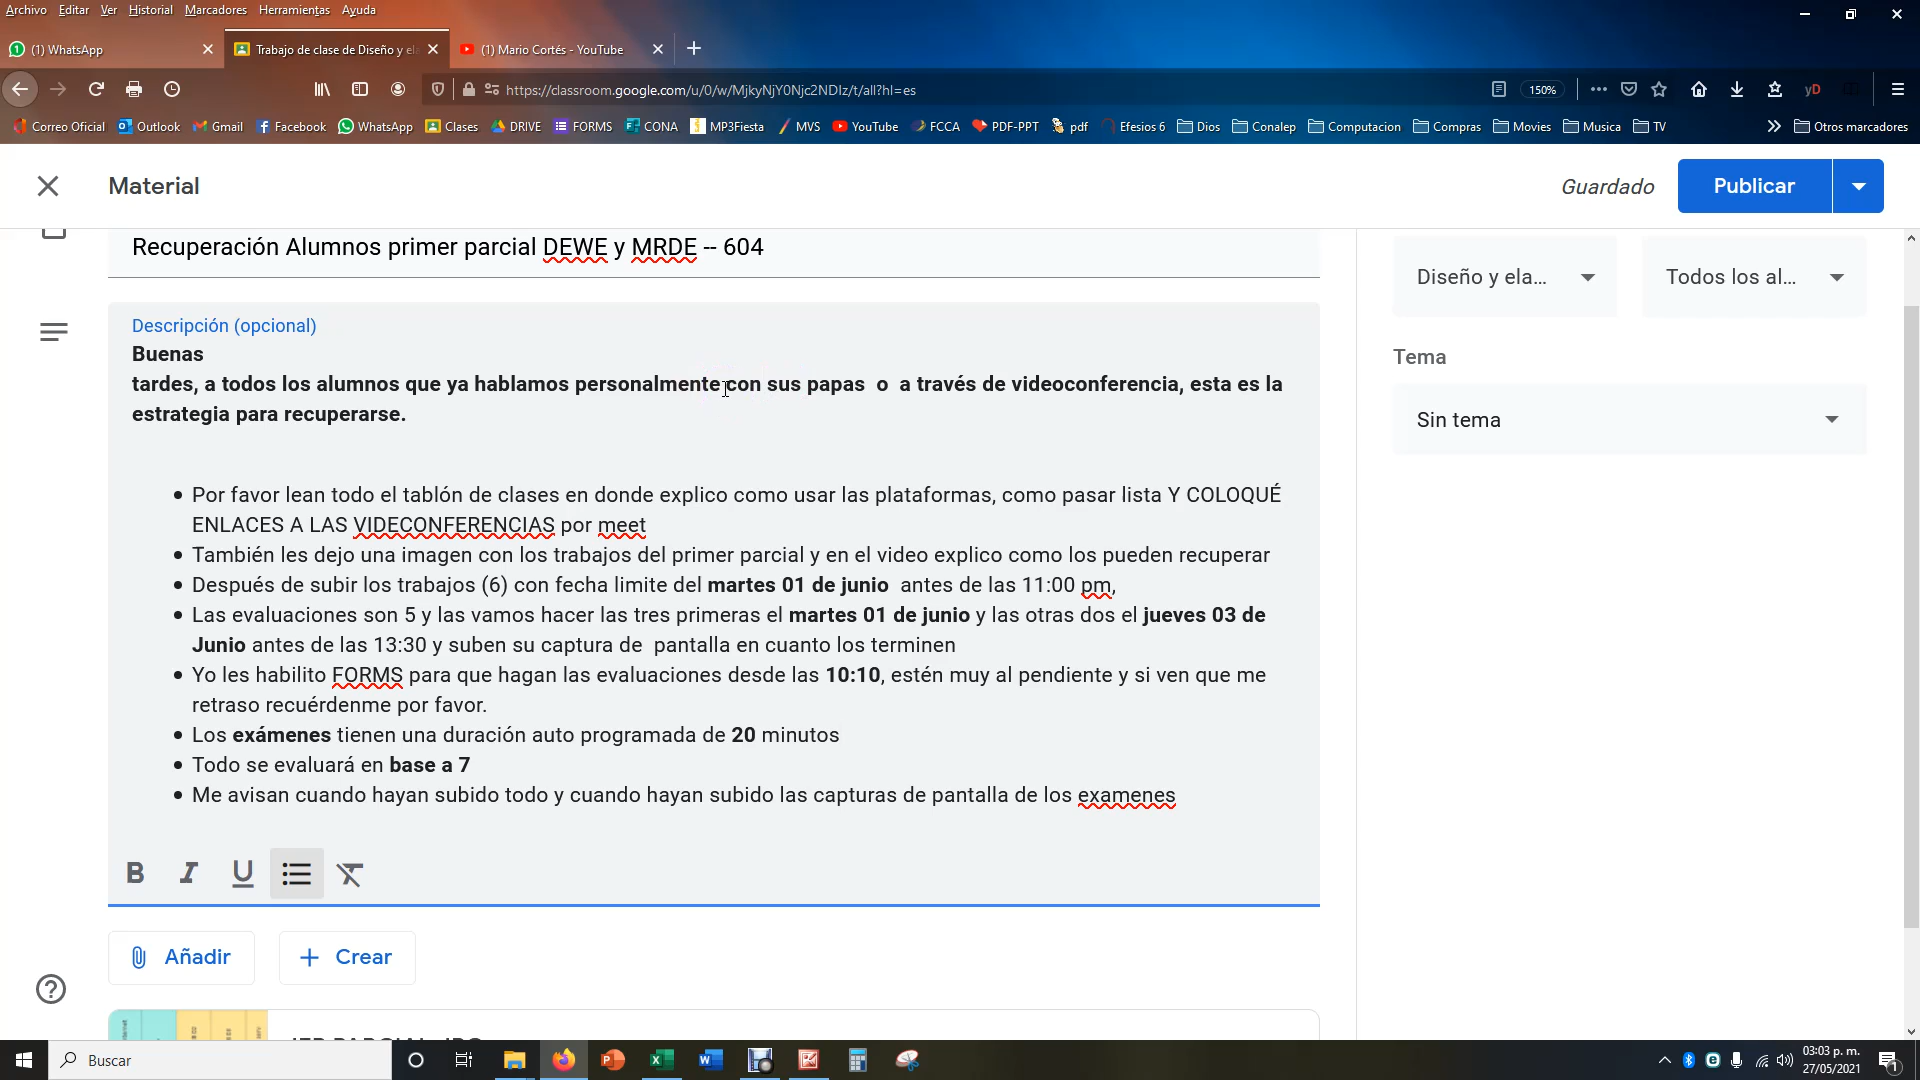 Archivo Editar Ver Historial Marcadores Herramientas Ayuda
(1) WhatsApp
Trabajo de clase de Diseño y el
(1) Mario Cortés - YouTube
https://classroom.google.com/u/0/w/MjkyNjY0Njc2NDIz/t/all?hl=es
150%
yD
Correo Oficial Outlook Gmail Facebook WhatsApp Clases DRIVE FORMS CONA MP3Fiesta MVS YouTube FCCA PDF-PPT pdf Efesios 6 Dios Conalep Computacion Compras Movies Musica TV Otros marcadores
Material
Guardado
Publicar
Recuperación Alumnos primer parcial DEWE y MRDE -- 604
Diseño y ela...
Todos los al...
Descripción (opcional)
Buenas
tardes, a todos los alumnos que ya hablamos personalmente con sus papas  o  a través de videoconferencia, esta es la
estrategia para recuperarse.
Tema
Sin tema
• Por favor lean todo el tablón de clases en donde explico como usar las plataformas, como pasar lista Y COLOQUÉ
ENLACES A LAS VIDECONFERENCIAS por meet
• También les dejo una imagen con los trabajos del primer parcial y en el video explico como los pueden recuperar
• Después de subir los trabajos (6) con fecha limite del martes 01 de junio  antes de las 11:00 pm,
• Las evaluaciones son 5 y las vamos hacer las tres primeras el martes 01 de junio y las otras dos el jueves 03 de
Junio antes de las 13:30 y suben su captura de  pantalla en cuanto los terminen
• Yo les habilito FORMS para que hagan las evaluaciones desde las 10:10, estén muy al pendiente y si ven que me
retraso recuérdenme por favor.
• Los exámenes tienen una duración auto programada de 20 minutos
• Todo se evaluará en base a 7
• Me avisan cuando hayan subido todo y cuando hayan subido las capturas de pantalla de los examenes
B I U
Añadir
Crear
Buscar
03:03 p. m.
27/05/2021